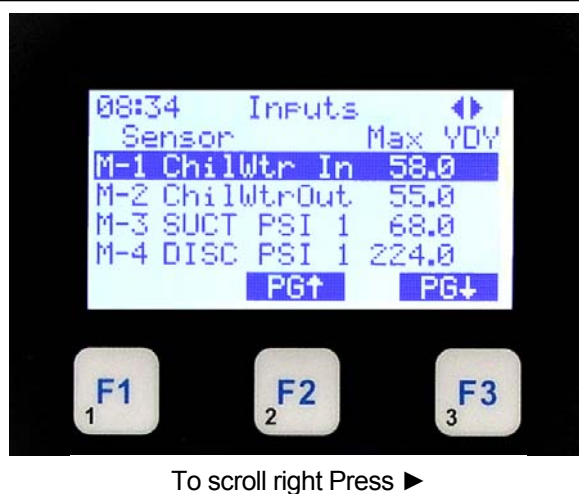 08:34 Inputs ◀▶
Sensor Max YDY
M-1 ChilWtr In 58.0
M-2 ChilWtrOut 55.0
M-3 SUCT PSI 1 68.0
M-4 DISC PSI 1 224.0
PG↑ PG↓
F1 F2 F3
1 2 3
To scroll right Press ►